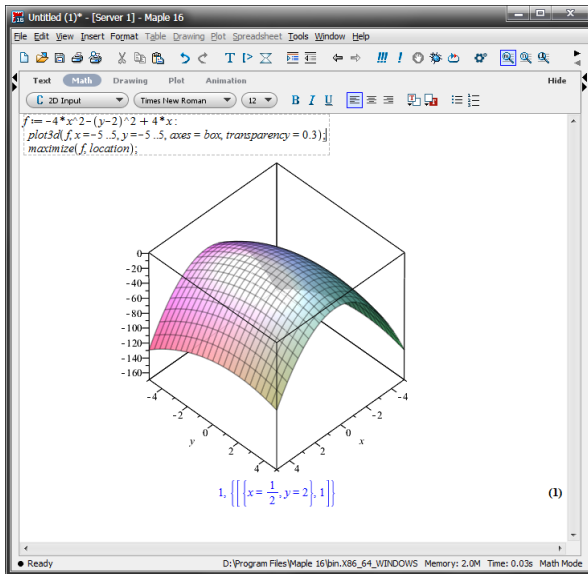 Untitled (1)* - [Server 1] - Maple 16
File Edit View Insert Format Table Drawing Plot Spreadsheet Tools Window Help
Text Math Drawing Plot Animation Hide
C 2D Input Times New Roman 12 B I U
f := -4*x^2-(y-2)^2 + 4*x:
plot3d(f, x=-5 ..5, y=-5 ..5, axes = box, transparency = 0.3);
maximize(f, location);
0
-20
-40
-60
-80
-100
-120
-140
-160
-4 -2 0 2 4
y
4 2 0 -2 -4
x
1, {[{x = 1/2, y = 2}, 1]}
(1)
Ready D:\Program Files\Maple 16\bin.X86_64_WINDOWS Memory: 2.0M Time: 0.03s Math Mode